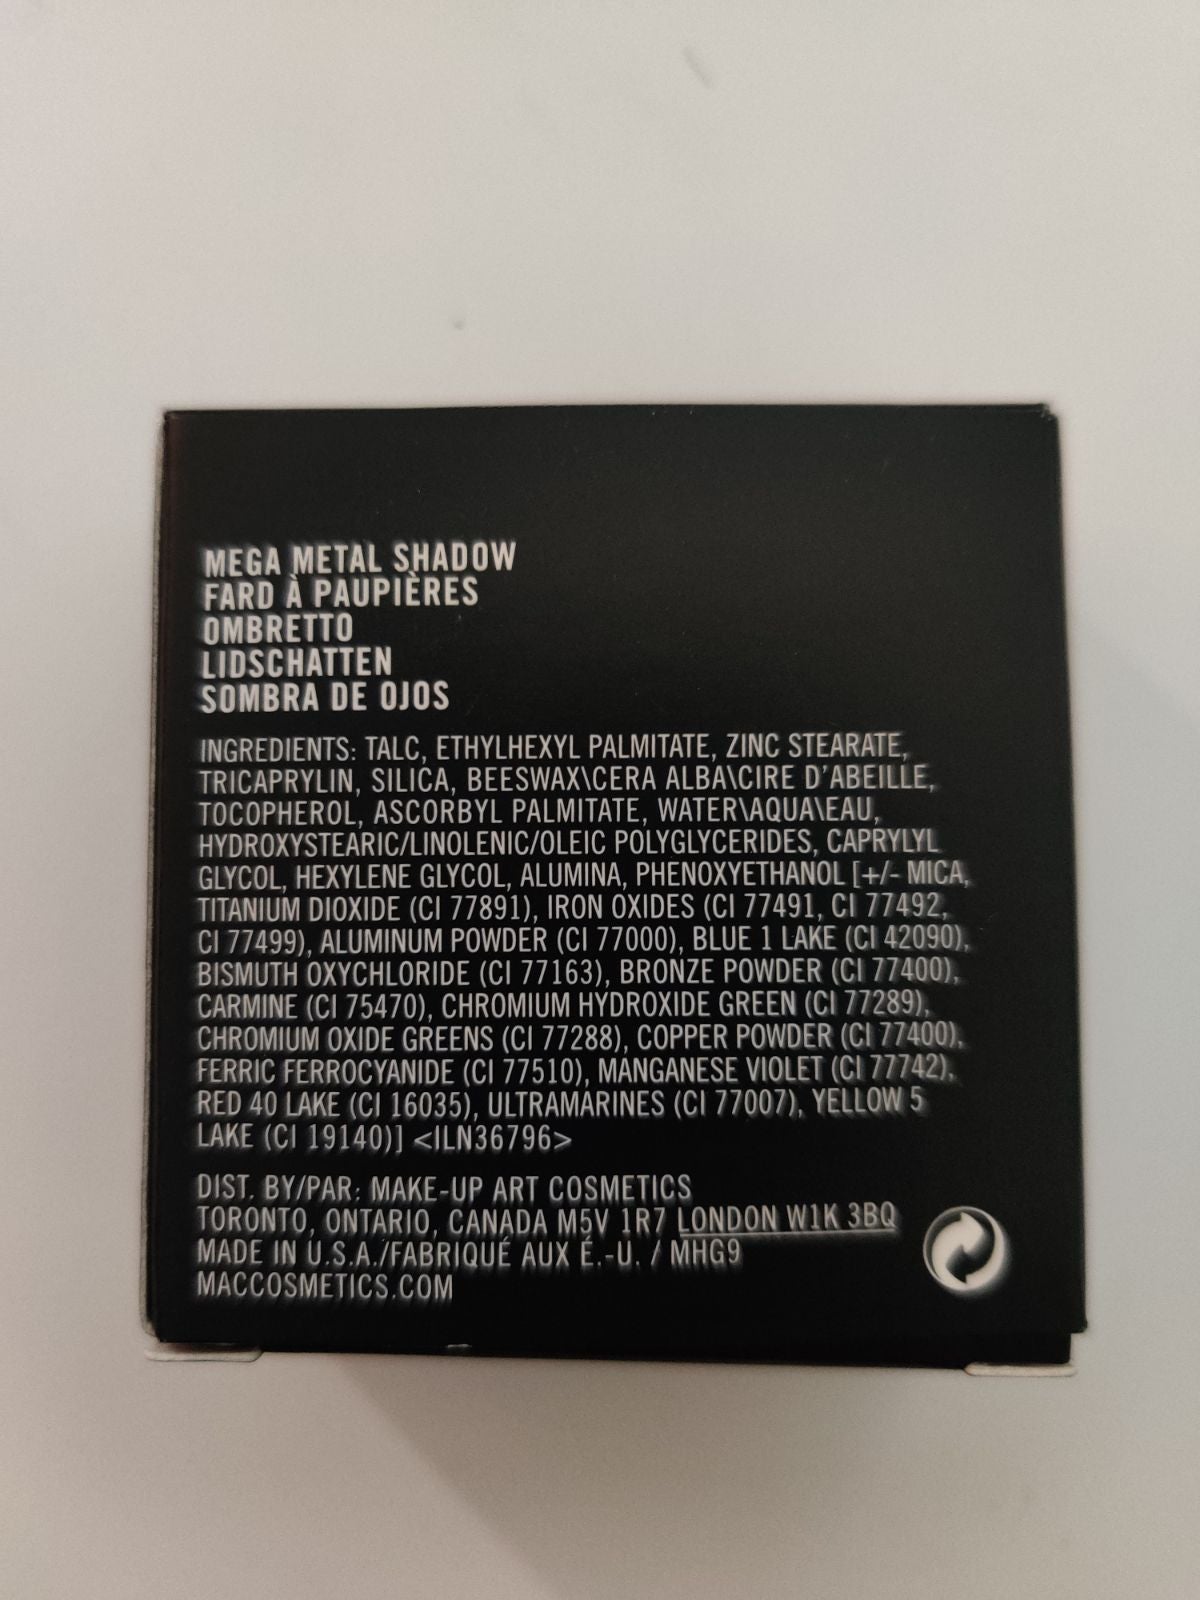 MEGA METAL SHADOW
FARD À PAUPIÈRES
OMBRETTO
LIDSCHATTEN
SOMBRA DE OJOS
INGREDIENTS: TALC, ETHYLHEXYL PALMITATE, ZINC STEARATE,
TRICAPRYLIN, SILICA, BEESWAX\CERA ALBA\CIRE D'ABEILLE,
TOCOPHEROL, ASCORBYL PALMITATE, WATER\AQUA\EAU,
HYDROXYSTEARIC/LINOLENIC/OLEIC POLYGLYCERIDES, CAPRYLYL
GLYCOL, HEXYLENE GLYCOL, ALUMINA, PHENOXYETHANOL [+/- MICA,
TITANIUM DIOXIDE (CI 77891), IRON OXIDES (CI 77491, CI 77492,
CI 77499), ALUMINUM POWDER (CI 77000), BLUE 1 LAKE (CI 42090),
BISMUTH OXYCHLORIDE (CI 77163), BRONZE POWDER (CI 77400),
CARMINE (CI 75470), CHROMIUM HYDROXIDE GREEN (CI 77289),
CHROMIUM OXIDE GREENS (CI 77288), COPPER POWDER (CI 77400),
FERRIC FERROCYANIDE (CI 77510), MANGANESE VIOLET (CI 77742),
RED 40 LAKE (CI 16035), ULTRAMARINES (CI 77007), YELLOW 5
LAKE (CI 19140)] <ILN36796>
DIST. BY/PAR: MAKE-UP ART COSMETICS
TORONTO, ONTARIO, CANADA M5V 1R7 LONDON W1K 3BQ
MADE IN U.S.A./FABRIQUÉ AUX É.-U. / MHG9
MACCOSMETICS.COM